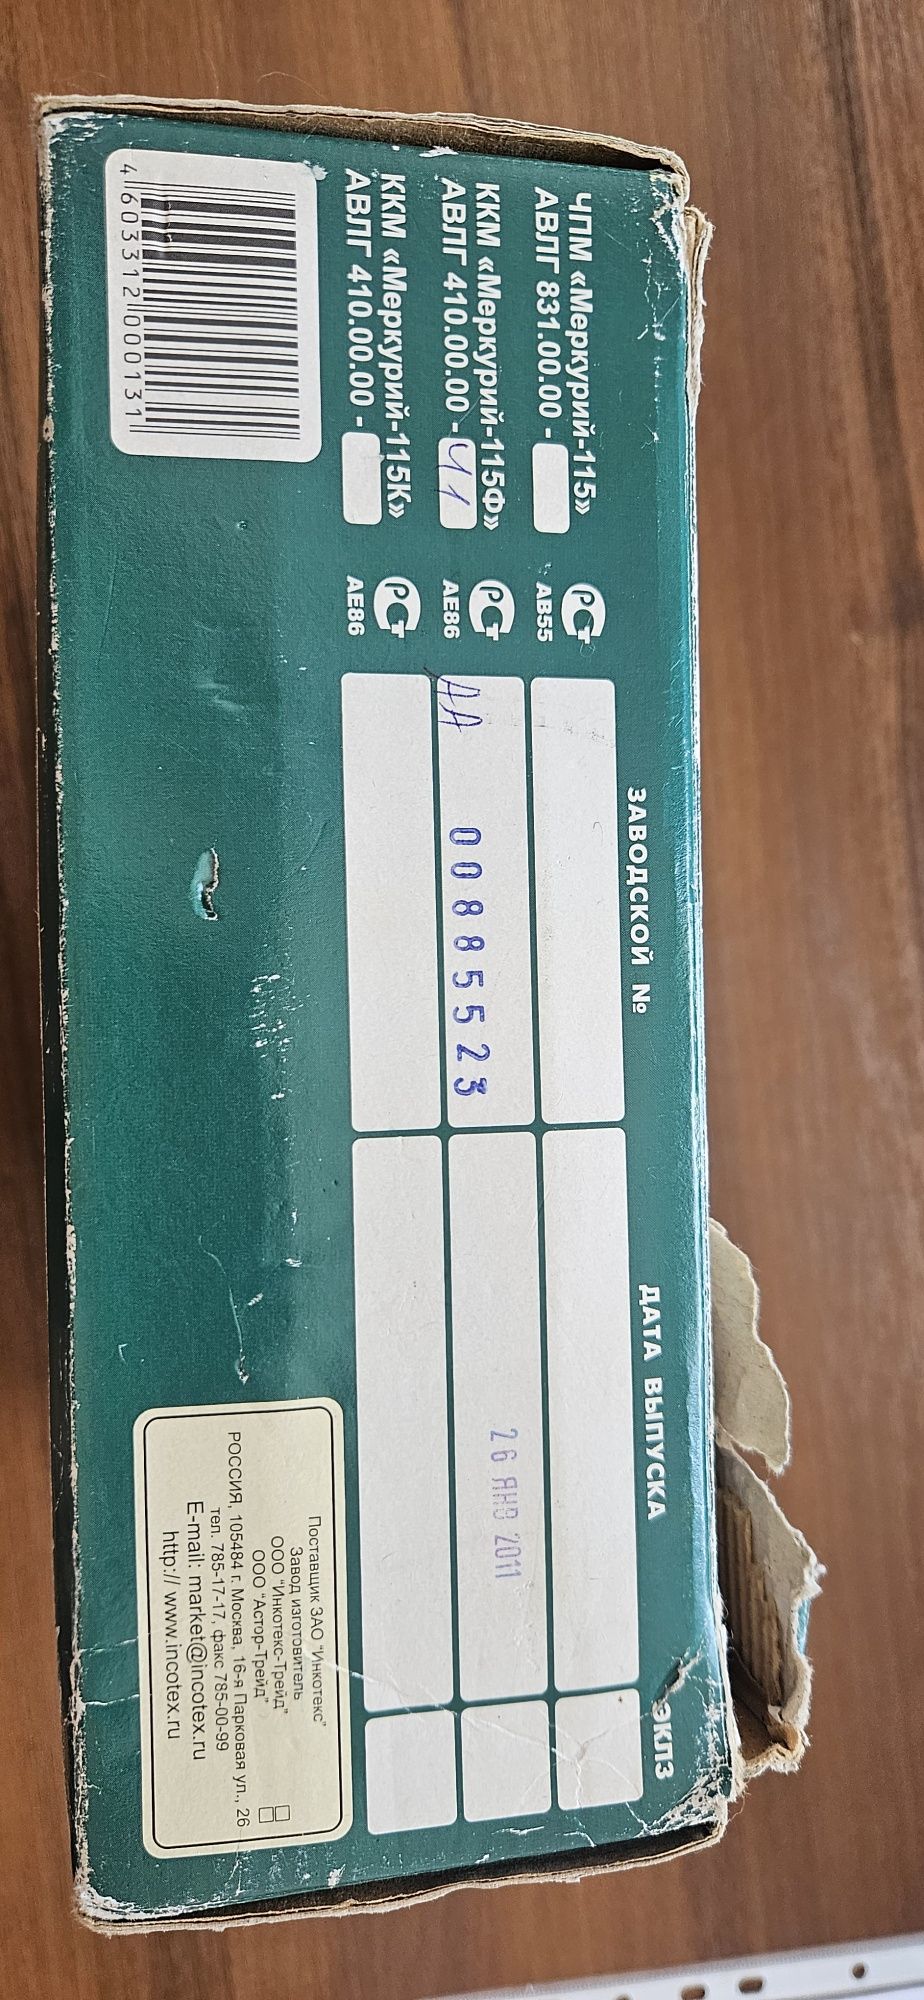 ЗАВОДСКОЙ № ДАТА ВЫПУСКА ЭКЛЗ
ЧПМ «Меркурий-115»
АВЛГ 831.00.00 -
РСТ
АВ55
ККМ «Меркурий-115Ф»
АВЛГ 410.00.00 - 41
РСТ
АЕ86
АА 00885523
26 ЯНВ 2011
ККМ «Меркурий-115К»
АВЛГ 410.00.00 -
РСТ
АЕ86
4 603312 000131
Поставщик ЗАО "Инкотекс"
Завод изготовитель
ООО "Инкотекс-Трейд"
ООО "Астор-Трейд"
РОССИЯ, 105484 г. Москва, 16-я Парковая ул., 26
тел. 785-17-17, факс 785-00-99
E-mail: market@incotex.ru
http:// www.incotex.ru